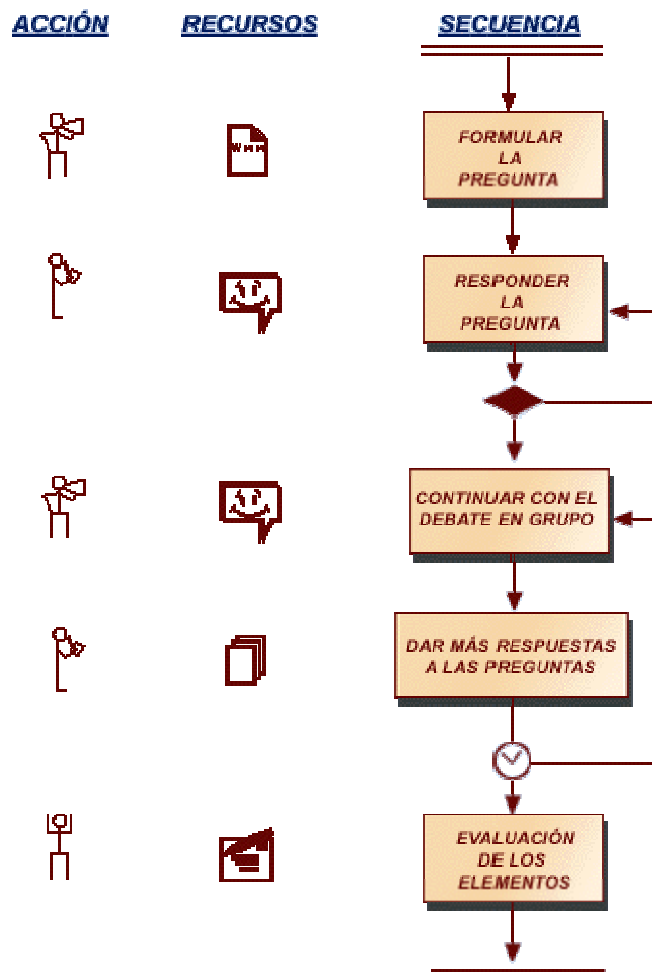 ACCIÓN RECURSOS SECUENCIA
FORMULAR
LA
PREGUNTA
WWW
RESPONDER
LA
PREGUNTA
CONTINUAR CON EL
DEBATE EN GRUPO
DAR MÁS RESPUESTAS
A LAS PREGUNTAS
EVALUACIÓN
DE LOS
ELEMENTOS